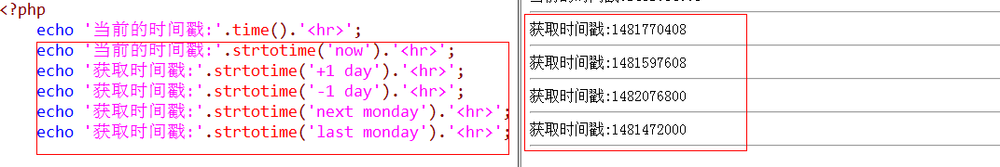 <?php
echo '当前的时间戳:'.time().'<hr>';
echo '当前的时间戳:'.strtotime('now').'<hr>';
echo '获取时间戳:'.strtotime('+1 day').'<hr>';
echo '获取时间戳:'.strtotime('-1 day').'<hr>';
echo '获取时间戳:'.strtotime('next monday').'<hr>';
echo '获取时间戳:'.strtotime('last monday').'<hr>';
获取时间戳:1481770408
获取时间戳:1481597608
获取时间戳:1482076800
获取时间戳:1481472000